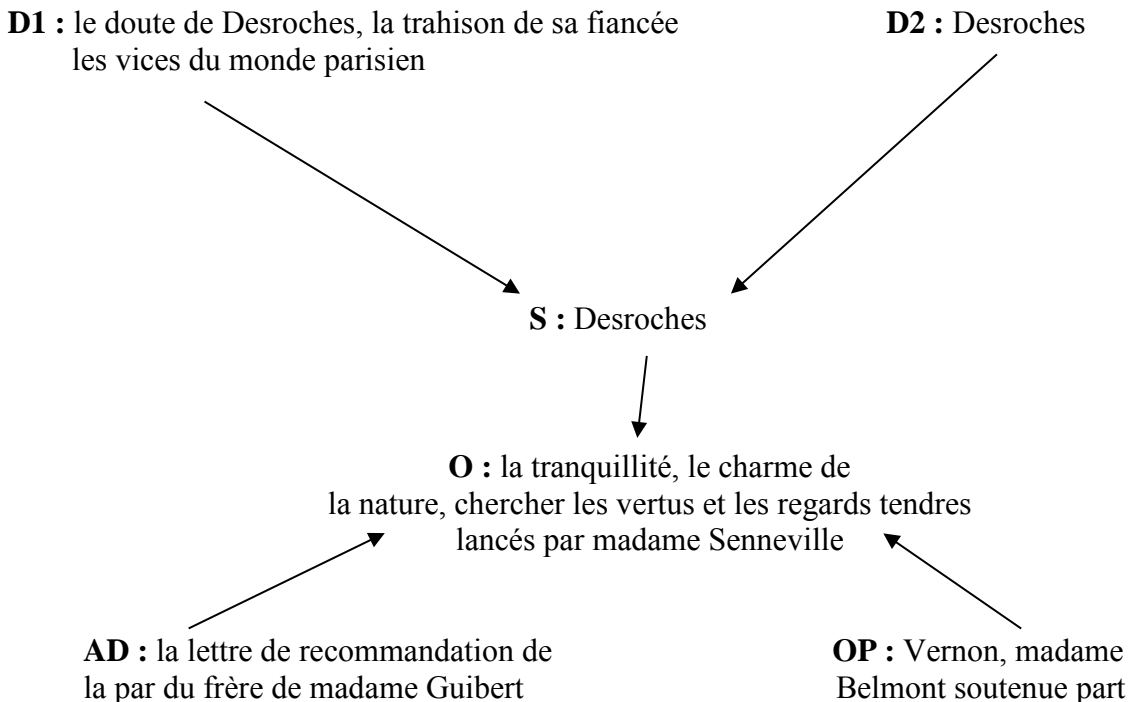 D1 : le doute de Desroches, la trahison de sa fiancée
les vices du monde parisien
D2 : Desroches
S : Desroches
O : la tranquillité, le charme de
la nature, chercher les vertus et les regards tendres
lancés par madame Senneville
AD : la lettre de recommandation de
la par du frère de madame Guibert
OP : Vernon, madame
Belmont soutenue part